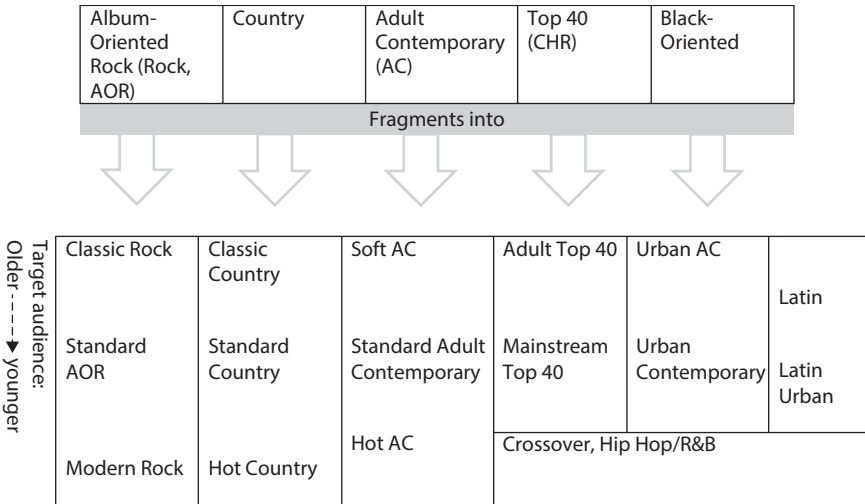 Album-
Oriented
Rock (Rock,
AOR)
Country
Adult
Contemporary
(AC)
Top 40
(CHR)
Black-
Oriented
Fragments into
Target audience:
Older ----➔ younger
Classic Rock
Classic
Country
Soft AC
Adult Top 40
Urban AC
Latin
Standard
AOR
Standard
Country
Standard Adult
Contemporary
Mainstream
Top 40
Urban
Contemporary
Latin
Urban
Modern Rock
Hot Country
Hot AC
Crossover, Hip Hop/R&B